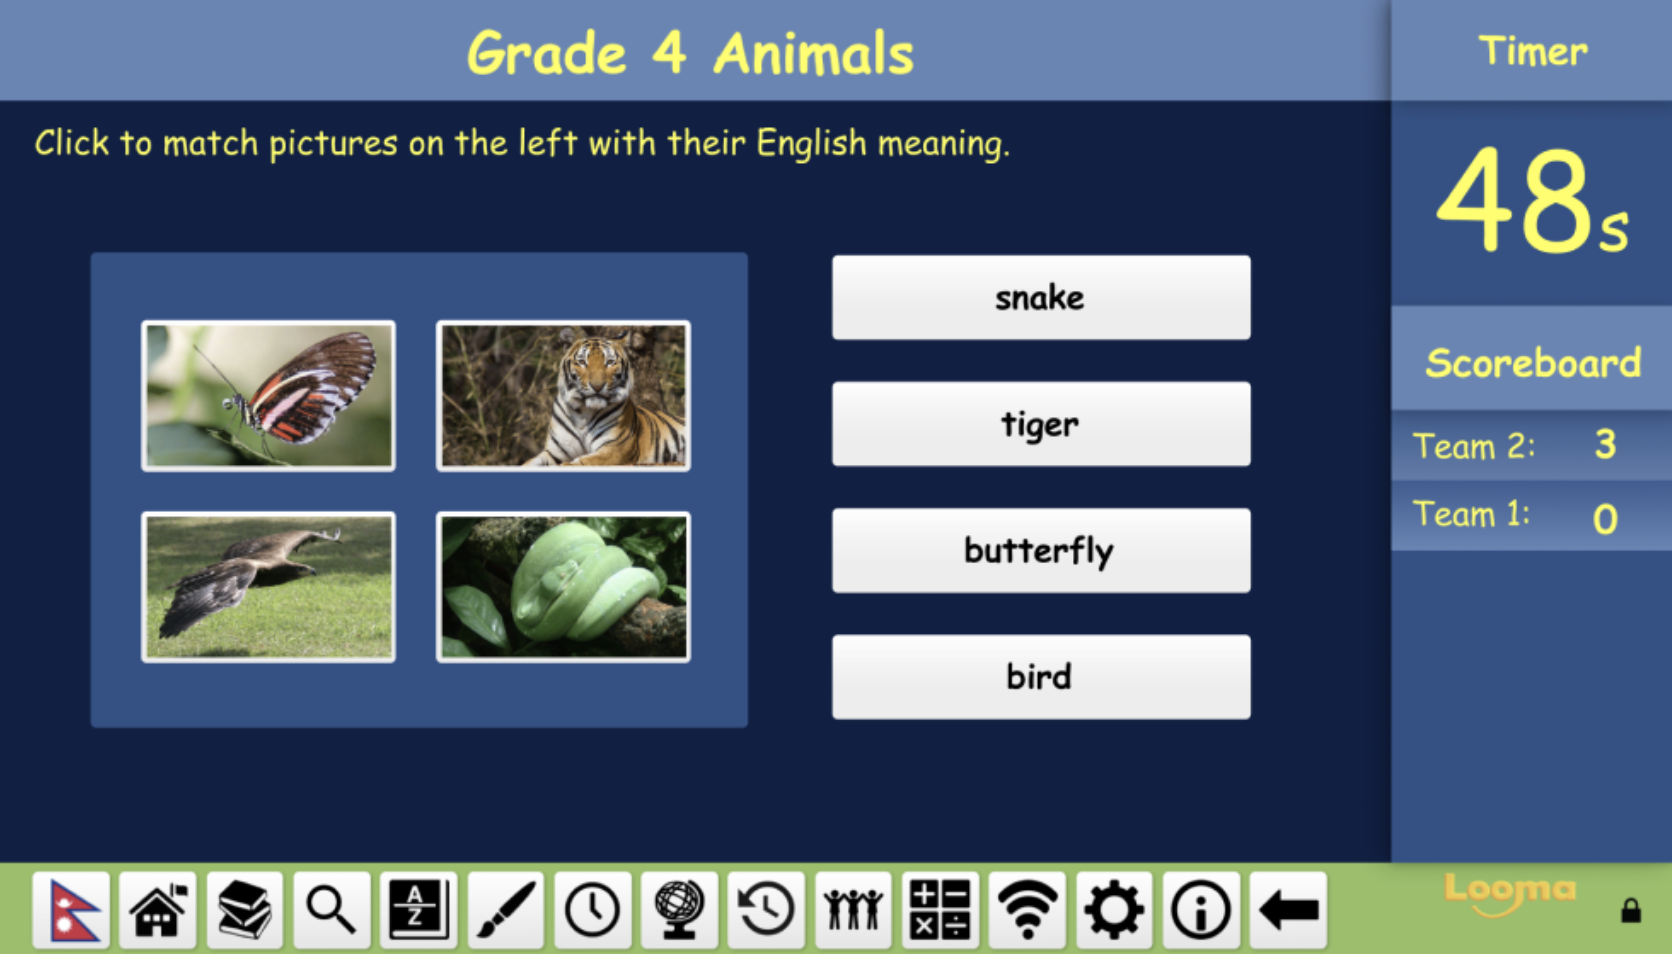 Grade 4 Animals
Click to match pictures on the left with their English meaning.
snake
tiger
butterfly
bird
Timer
48s
Scoreboard
Team 2: 3
Team 1: 0
A
Z
Looma